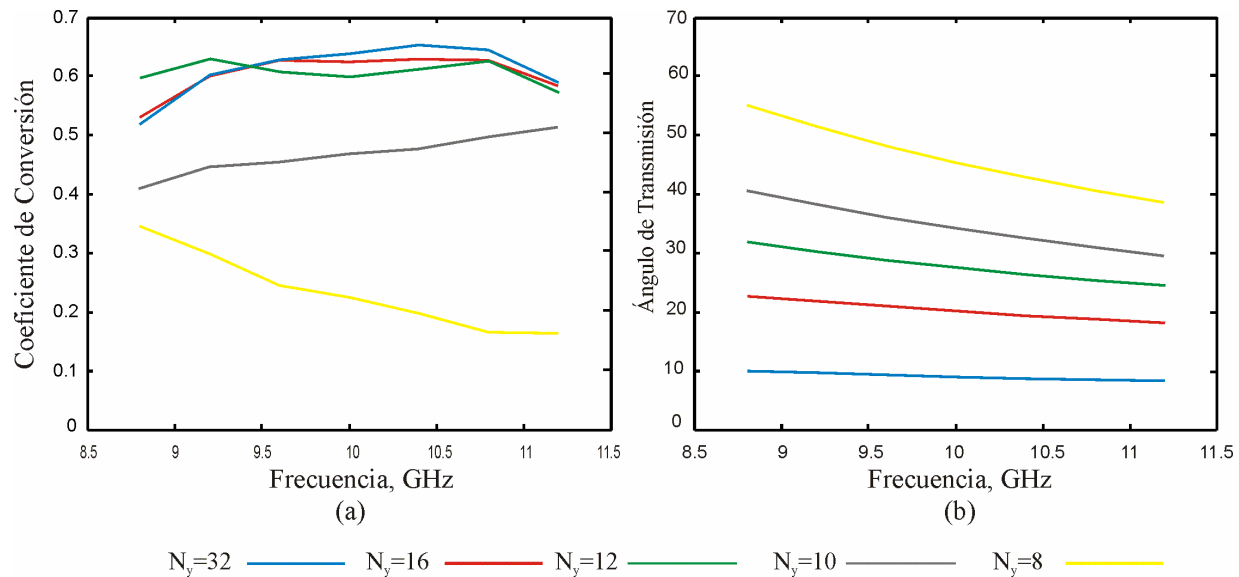 0.7
0.6
0.5
0.4
0.3
0.2
0.1
0
Coeficiente de Conversión
8.5 9 9.5 10 10.5 11 11.5
Frecuencia, GHz
(a)
70
60
50
40
30
20
10
0
Ángulo de Transmisión
8.5 9 9.5 10 10.5 11 11.5
Frecuencia, GHz
(b)
Ny=32 Ny=16 Ny=12 Ny=10 Ny=8